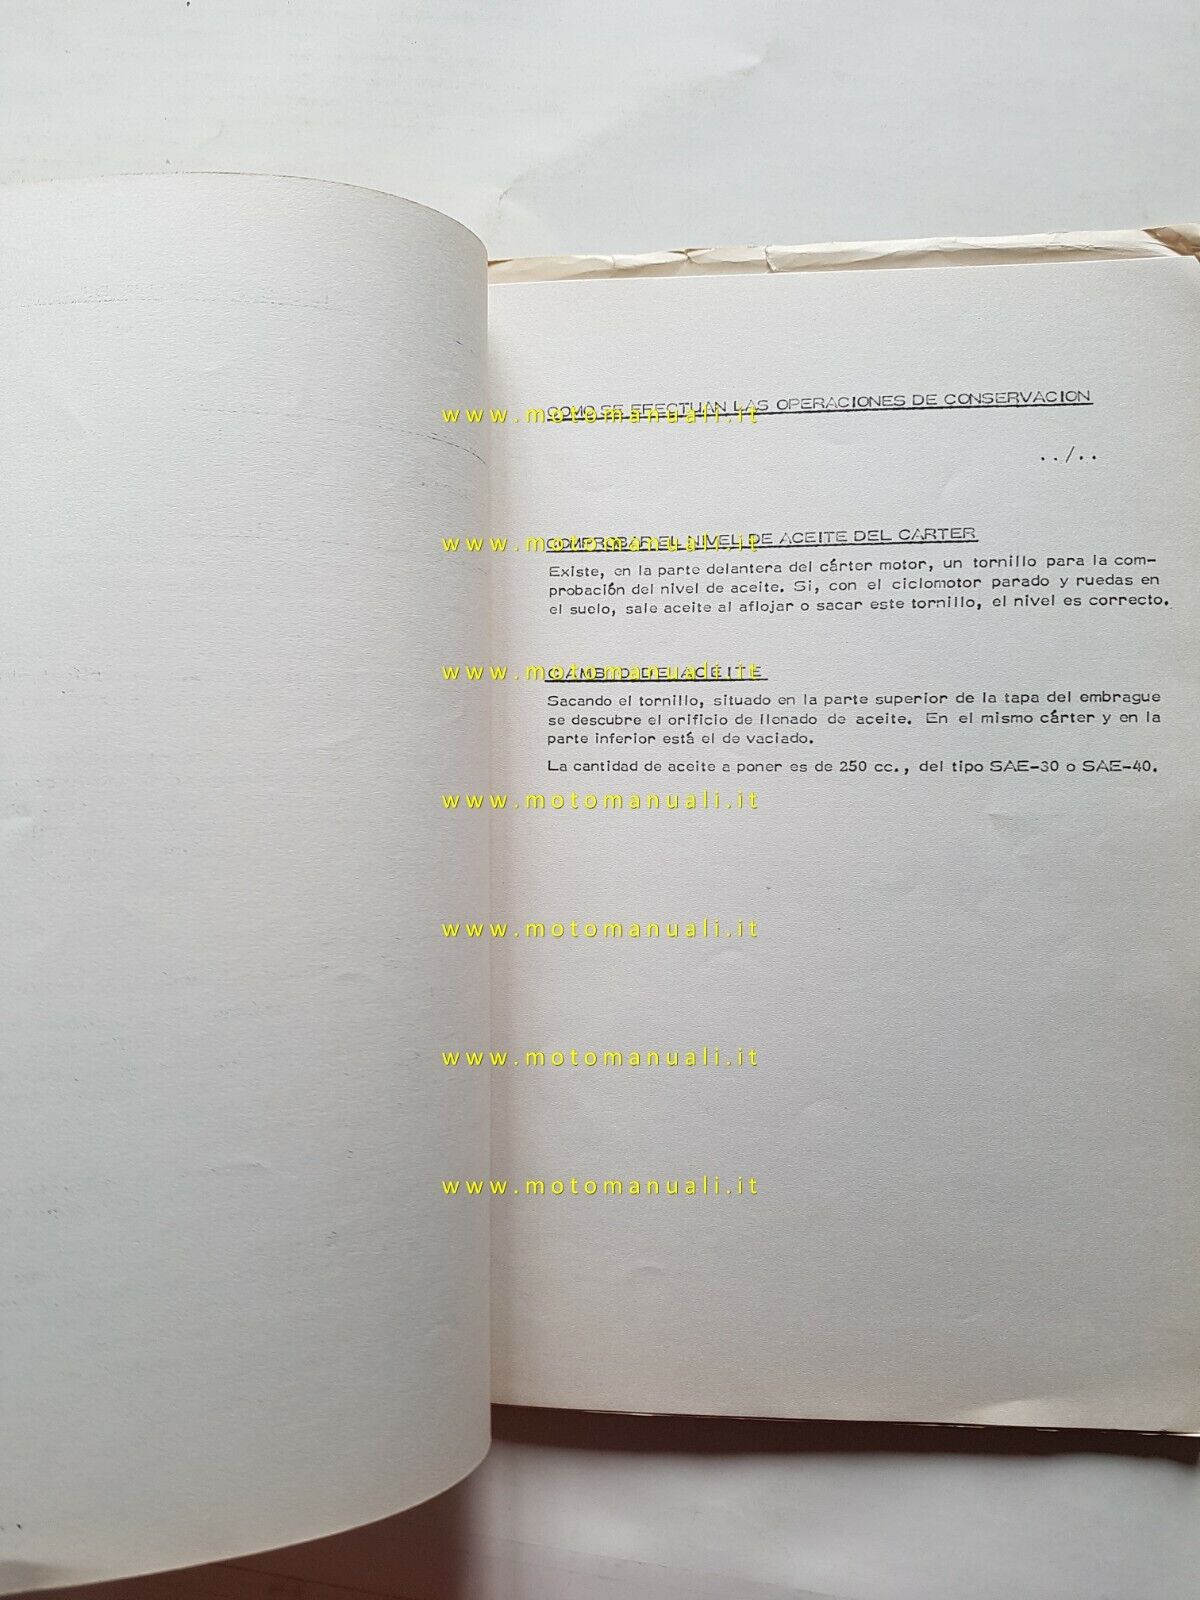 COMO SE EFECTUAN LAS OPERACIONES DE CONSERVACION
../..
COMPROBAR EL NIVEL DE ACEITE DEL CARTER
Existe, en la parte delantera del cárter motor, un tornillo para la com-
probación del nivel de aceite. Si, con el ciclomotor parado y ruedas en
el suelo, sale aceite al aflojar o sacar este tornillo, el nivel es correcto.
CAMBIO DE ACEITE
Sacando el tornillo, situado en la parte superior de la tapa del embrague
se descubre el orificio de llenado de aceite. En el mismo cárter y en la
parte inferior está el de vaciado.
La cantidad de aceite a poner es de 250 cc., del tipo SAE-30 o SAE-40.
www.motomanuali.it
www.motomanuali.it
www.motomanuali.it
www.motomanuali.it
www.motomanuali.it
www.motomanuali.it
www.motomanuali.it